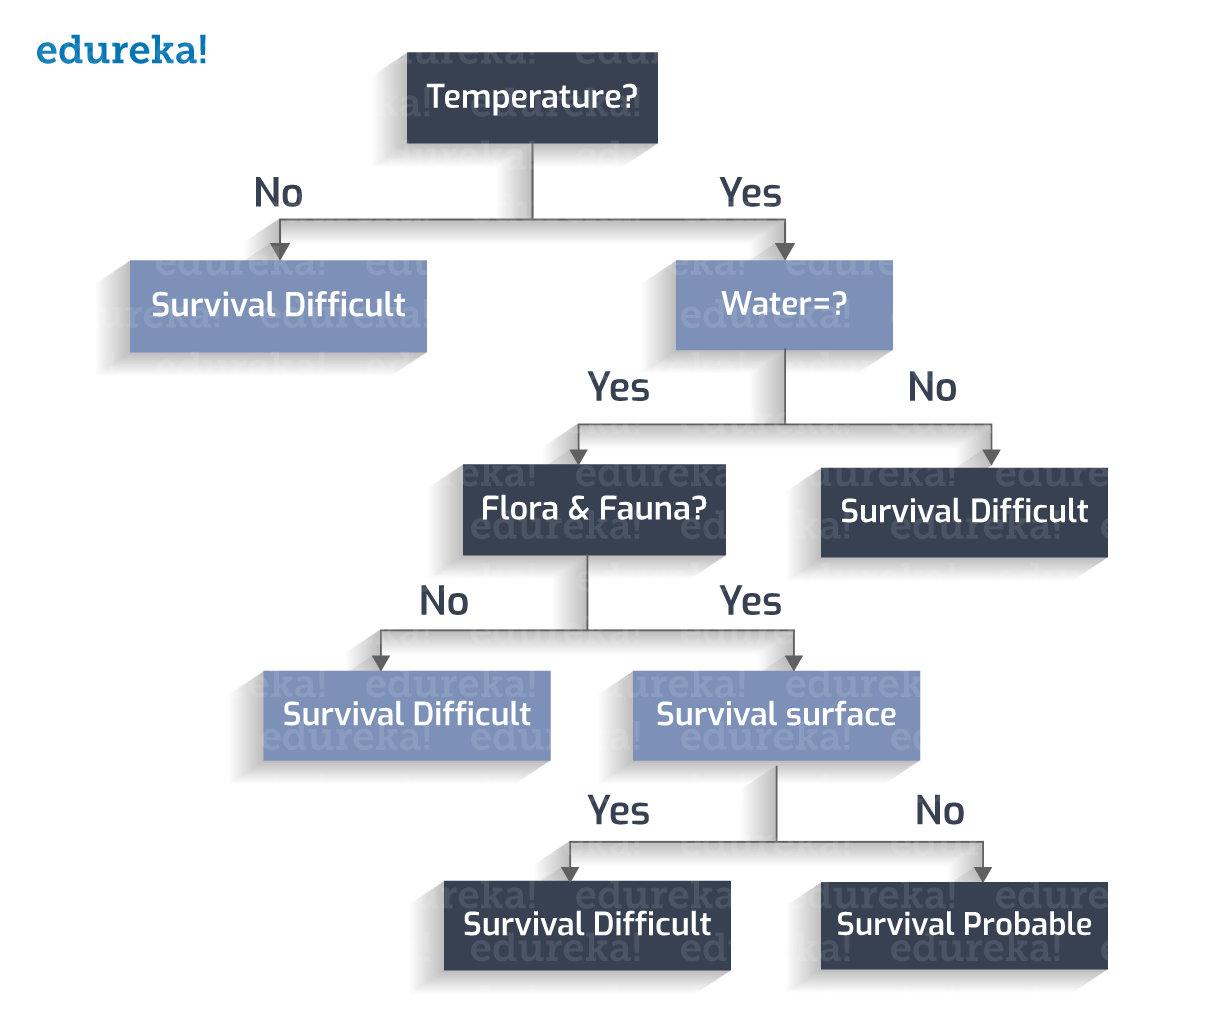 edureka!
Temperature?
No
Yes
Survival Difficult
Water=?
Yes
No
Flora & Fauna?
Survival Difficult
No
Yes
Survival Difficult
Survival surface
Yes
No
Survival Difficult
Survival Probable